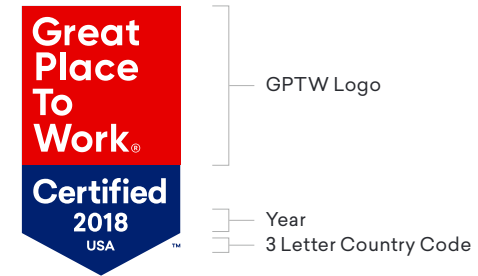 Great
Place
To
Work®
GPTW Logo
Certified
2018
Year
USA ™
3 Letter Country Code